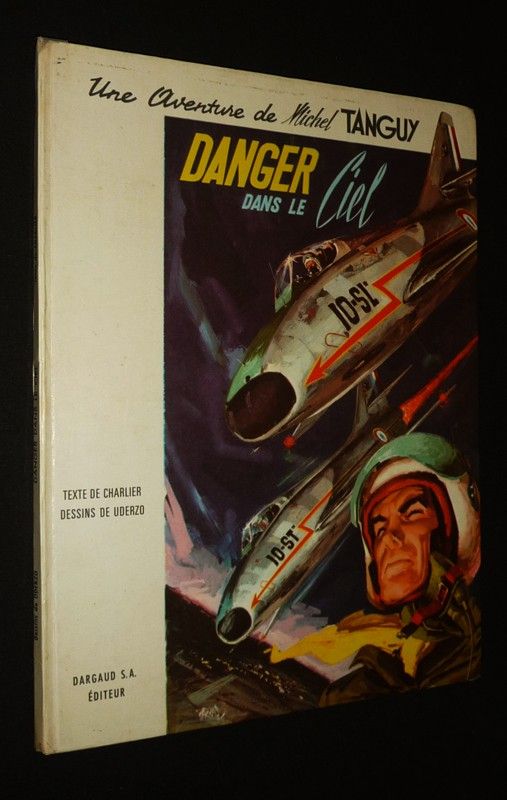 Une Aventure de Michel TANGUY
DANGER
DANS LE Ciel
10-SL
10-ST
TEXTE DE CHARLIER
DESSINS DE UDERZO
DARGAUD S.A.
ÉDITEUR